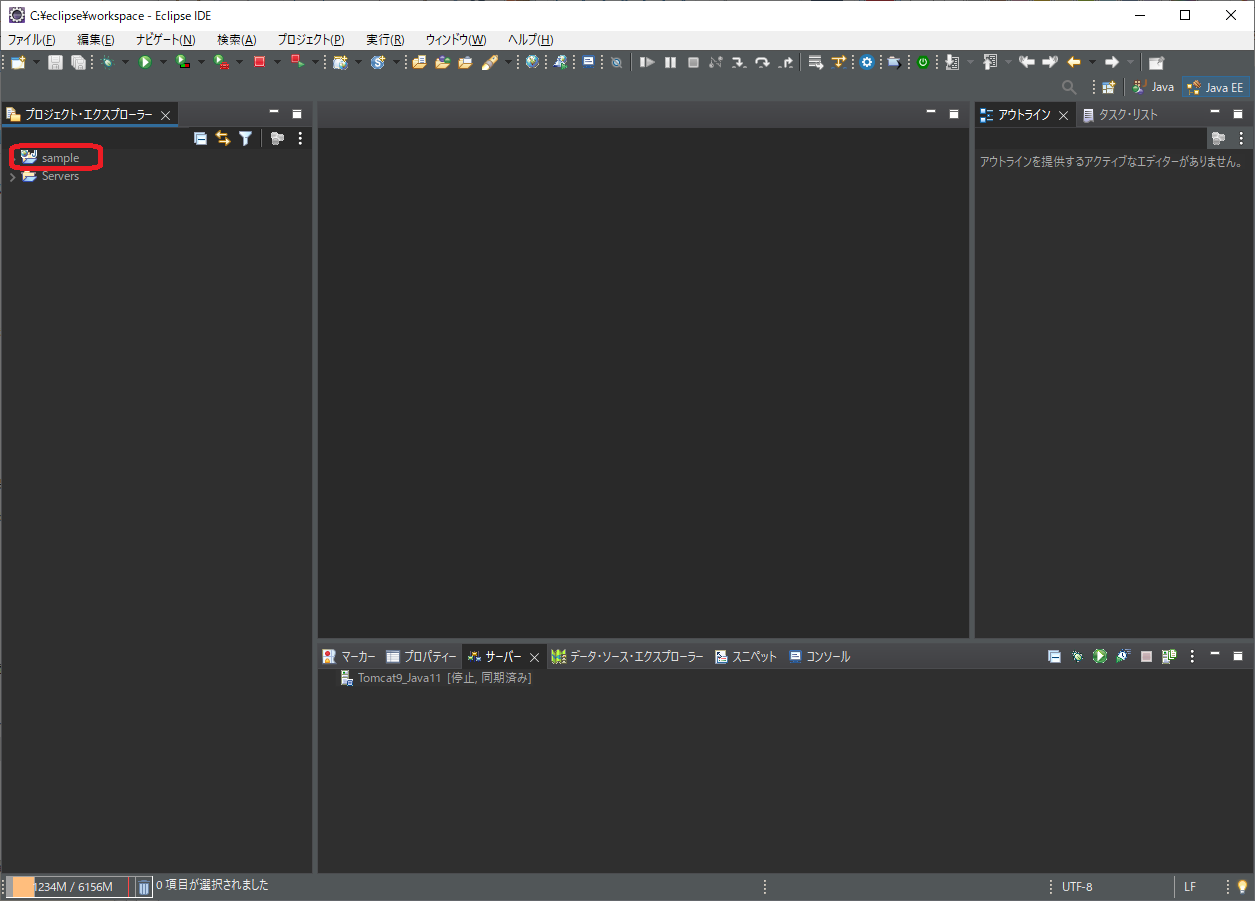 C:¥eclipse¥workspace - Eclipse IDE
ファイル(F) 編集(E) ナビゲート(N) 検索(A) プロジェクト(P) 実行(R) ウィンドウ(W) ヘルプ(H)
Java Java EE
プロジェクト・エクスプローラー
アウトライン タスク・リスト
sample
アウトラインを提供するアクティブなエディターがありません。
Servers
マーカー プロパティー サーバー データ・ソース・エクスプローラー スニペット コンソール
Tomcat9_Java11 [停止, 同期済み]
1234M / 6156M 0 項目が選択されました UTF-8 LF